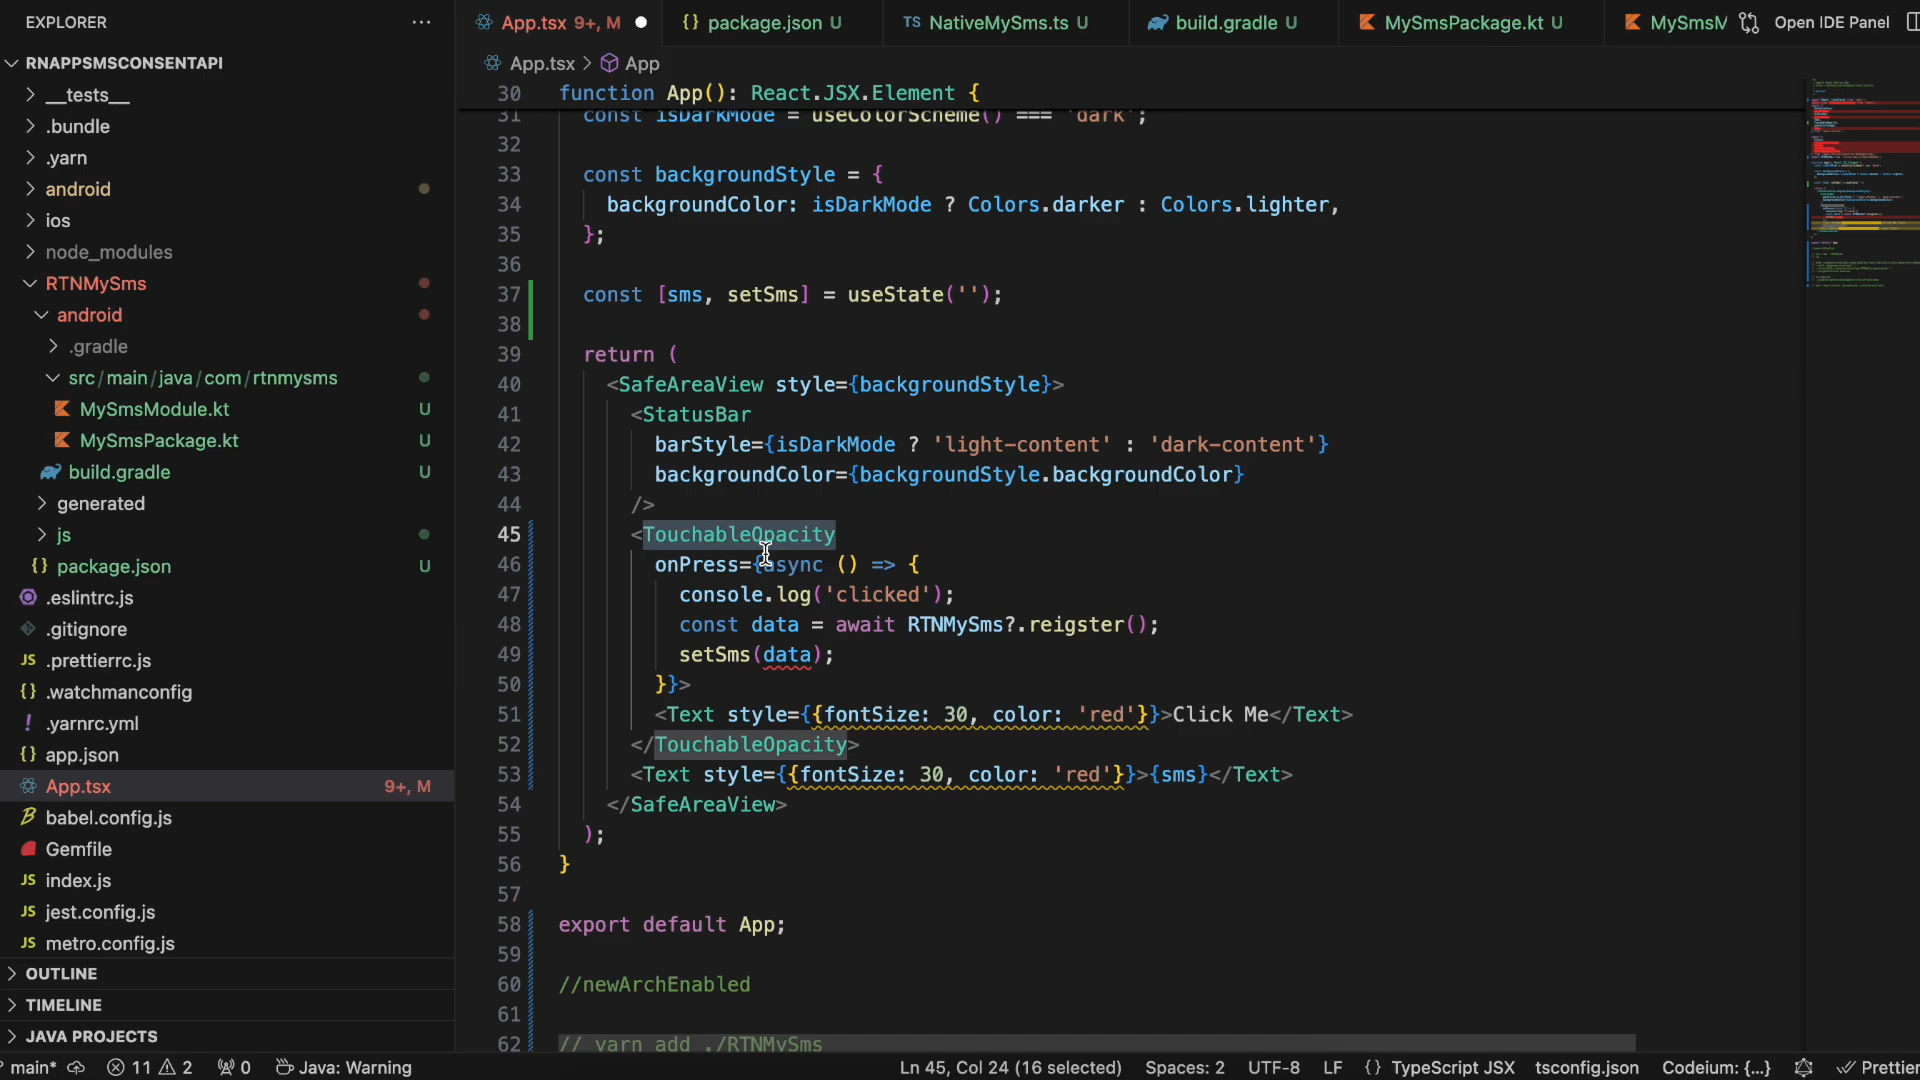 EXPLORER
RNAPPSMSCONSENTAPI
__tests__
.bundle
.yarn
android
ios
node_modules
RTNMySms
android
.gradle
src/main/java/com/rtnmysms
MySmsModule.kt U
MySmsPackage.kt U
build.gradle U
generated
js
{} package.json U
.eslintrc.js
.gitignore
JS .prettierrc.js
{} .watchmanconfig
! .yarnrc.yml
{} app.json
App.tsx 9+, M
babel.config.js
Gemfile
JS index.js
JS jest.config.js
JS metro.config.js
OUTLINE
TIMELINE
JAVA PROJECTS
App.tsx 9+, M
{} package.json U
TS NativeMySms.ts U
build.gradle U
MySmsPackage.kt U
MySmsM
Open IDE Panel
App.tsx > App
30 function App(): React.JSX.Element {
31 const isDarkMode = useColorScheme() === 'dark';
32
33 const backgroundStyle = {
34 backgroundColor: isDarkMode ? Colors.darker : Colors.lighter,
35 };
36
37 const [sms, setSms] = useState('');
38
39 return (
40 <SafeAreaView style={backgroundStyle}>
41 <StatusBar
42 barStyle={isDarkMode ? 'light-content' : 'dark-content'}
43 backgroundColor={backgroundStyle.backgroundColor}
44 />
45 <TouchableOpacity
46 onPress={async () => {
47 console.log('clicked');
48 const data = await RTNMySms?.reigster();
49 setSms(data);
50 }}>
51 <Text style={{fontSize: 30, color: 'red'}}>Click Me</Text>
52 </TouchableOpacity>
53 <Text style={{fontSize: 30, color: 'red'}}>{sms}</Text>
54 </SafeAreaView>
55 );
56 }
57
58 export default App;
59
60 //newArchEnabled
61
62 // yarn add ./RTNMySms
main* 11 2 0 Java: Warning Ln 45, Col 24 (16 selected) Spaces: 2 UTF-8 LF {} TypeScript JSX tsconfig.json Codeium: {...} Prettier